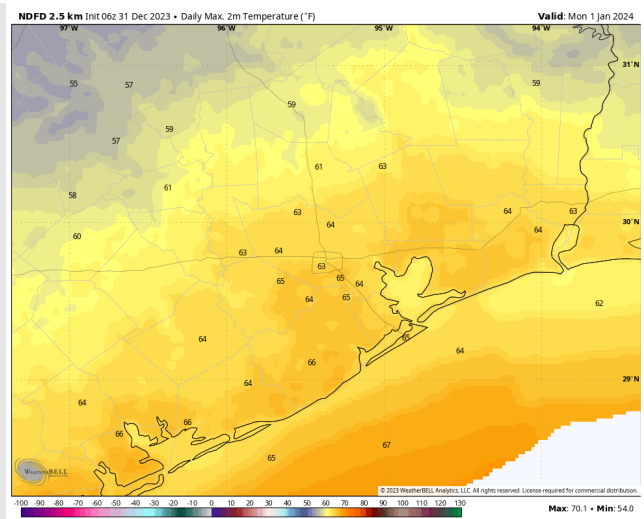 NDFD 2.5 km Init 06z 31 Dec 2023 • Daily Max. 2m Temperature (°F)
Valid: Mon 1 Jan 2024
97°W 96°W 95°W 94°W
31°N
55 57 59
59
57 59
61 63
58 61
63 64 63
64 64
30°N
60
63 64
63
65 65 64
64 65
62
64 65
64
66
29°N
64
64
66 66
67
65
WEATHERBELL
© 2023 WeatherBELL Analytics, LLC. All rights reserved. License required for commercial distribution.
-100 -90 -80 -70 -60 -50 -40 -30 -20 -10 0 10 20 30 40 50 60 70 80 90 100 110 120 130
Max: 70.1 • Min: 54.0